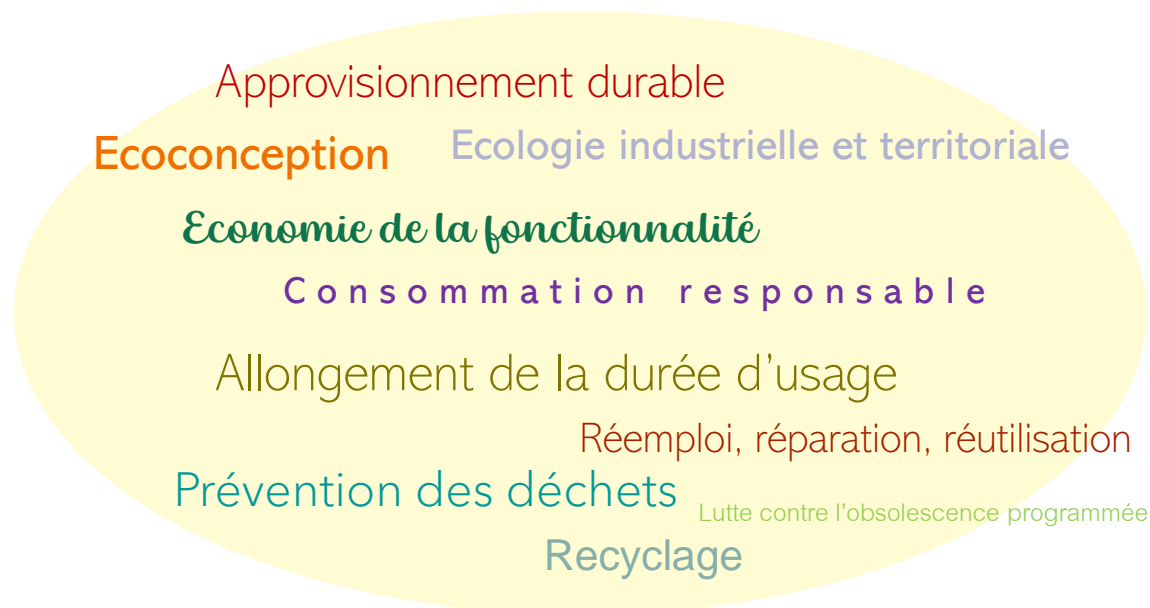 Approvisionnement durable
Ecoconception
Ecologie industrielle et territoriale
Economie de la fonctionnalité
Consommation responsable
Allongement de la durée d’usage
Réemploi, réparation, réutilisation
Prévention des déchets
Lutte contre l’obsolescence programmée
Recyclage